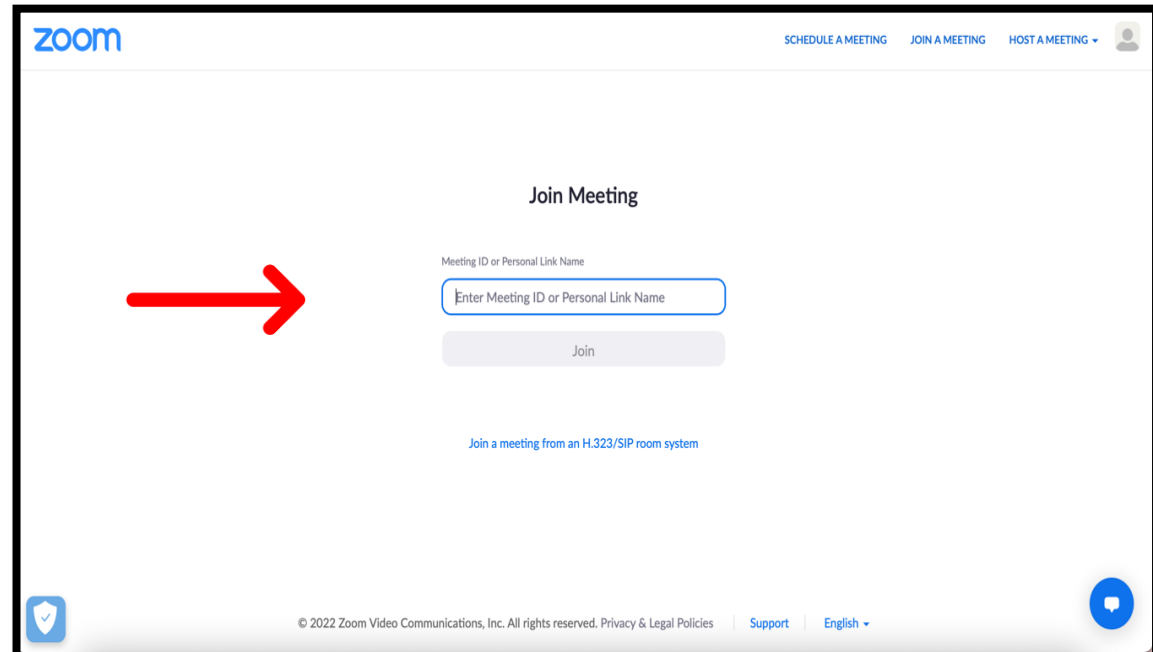 zoom
SCHEDULE A MEETING JOIN A MEETING HOST A MEETING
Join Meeting
Meeting ID or Personal Link Name
Enter Meeting ID or Personal Link Name
Join
Join a meeting from an H.323/SIP room system
© 2022 Zoom Video Communications, Inc. All rights reserved. Privacy & Legal Policies Support English